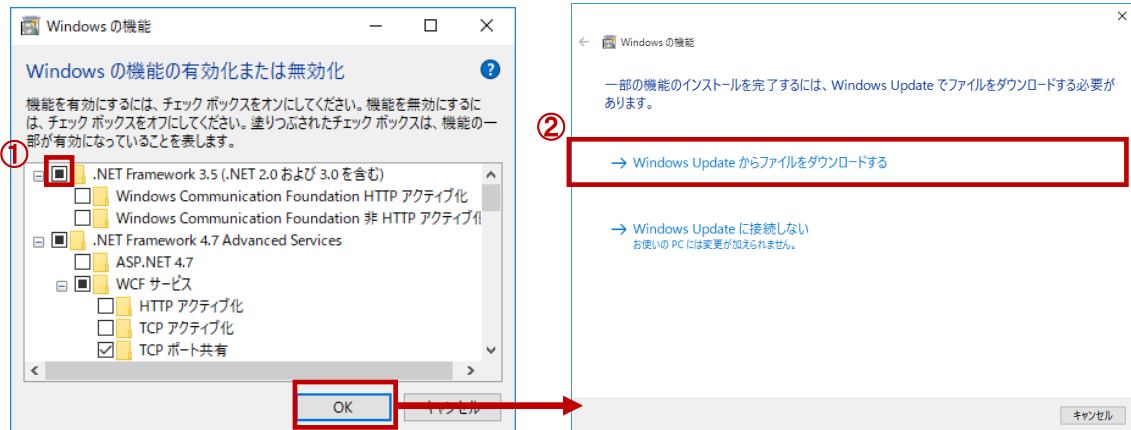 Windows の機能
Windows の機能の有効化または無効化
?
機能を有効にするには、チェック ボックスをオンにしてください。機能を無効にするに
は、チェック ボックスをオフにしてください。塗りつぶされたチェック ボックスは、機能の一
部が有効になっていることを表します。
①
.NET Framework 3.5 (.NET 2.0 および 3.0 を含む)
Windows Communication Foundation HTTP アクティブ化
Windows Communication Foundation 非 HTTP アクティブ化
.NET Framework 4.7 Advanced Services
ASP.NET 4.7
WCF サービス
HTTP アクティブ化
TCP アクティブ化
TCP ポート共有
OK
キャンセル
Windows の機能
一部の機能のインストールを完了するには、Windows Update でファイルをダウンロードする必要が
あります。
②
→ Windows Update からファイルをダウンロードする
→ Windows Update に接続しない
お使いの PC には変更が加えられません。
キャンセル